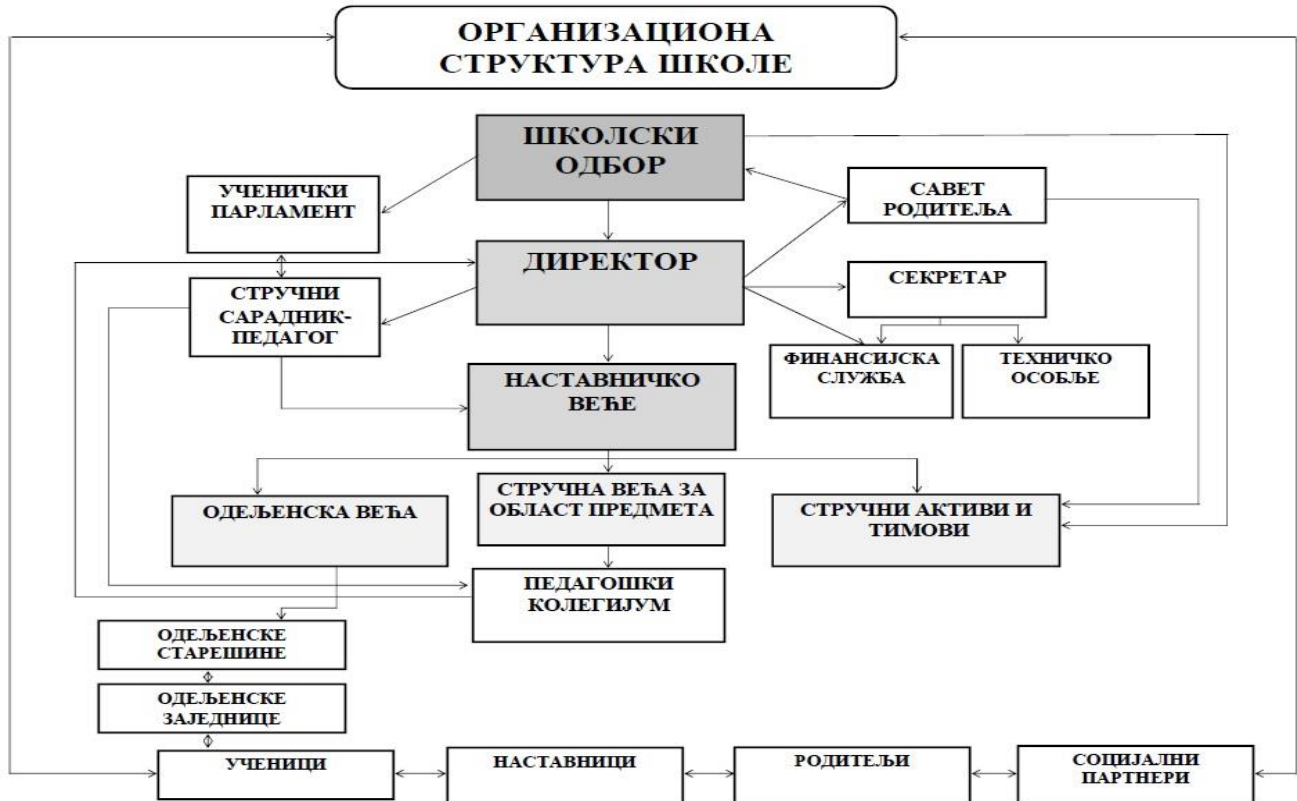 ОРГАНИЗАЦИОНА
СТРУКТУРА ШКОЛЕ
ШКОЛСКИ
ОДБОР
УЧЕНИЧКИ
ПАРЛАМЕНТ
САВЕТ
РОДИТЕЉА
ДИРЕКТОР
СЕКРЕТАР
СТРУЧНИ
САРАДНИК-
ПЕДАГОГ
ФИНАНСИЈСКА
СЛУЖБА
ТЕХНИЧКО
ОСОБЉЕ
НАСТАВНИЧКО
ВЕЋЕ
ОДЕЉЕНСКА ВЕЋА
СТРУЧНА ВЕЋА ЗА
ОБЛАСТ ПРЕДМЕТА
СТРУЧНИ АКТИВИ И
ТИМОВИ
ПЕДАГОШКИ
КОЛЕГИЈУМ
ОДЕЉЕНСКЕ
СТАРЕШИНЕ
ОДЕЉЕНСКЕ
ЗАЈЕДНИЦЕ
УЧЕНИЦИ
НАСТАВНИЦИ
РОДИТЕЉИ
СОЦИЈАЛНИ
ПАРТНЕРИ